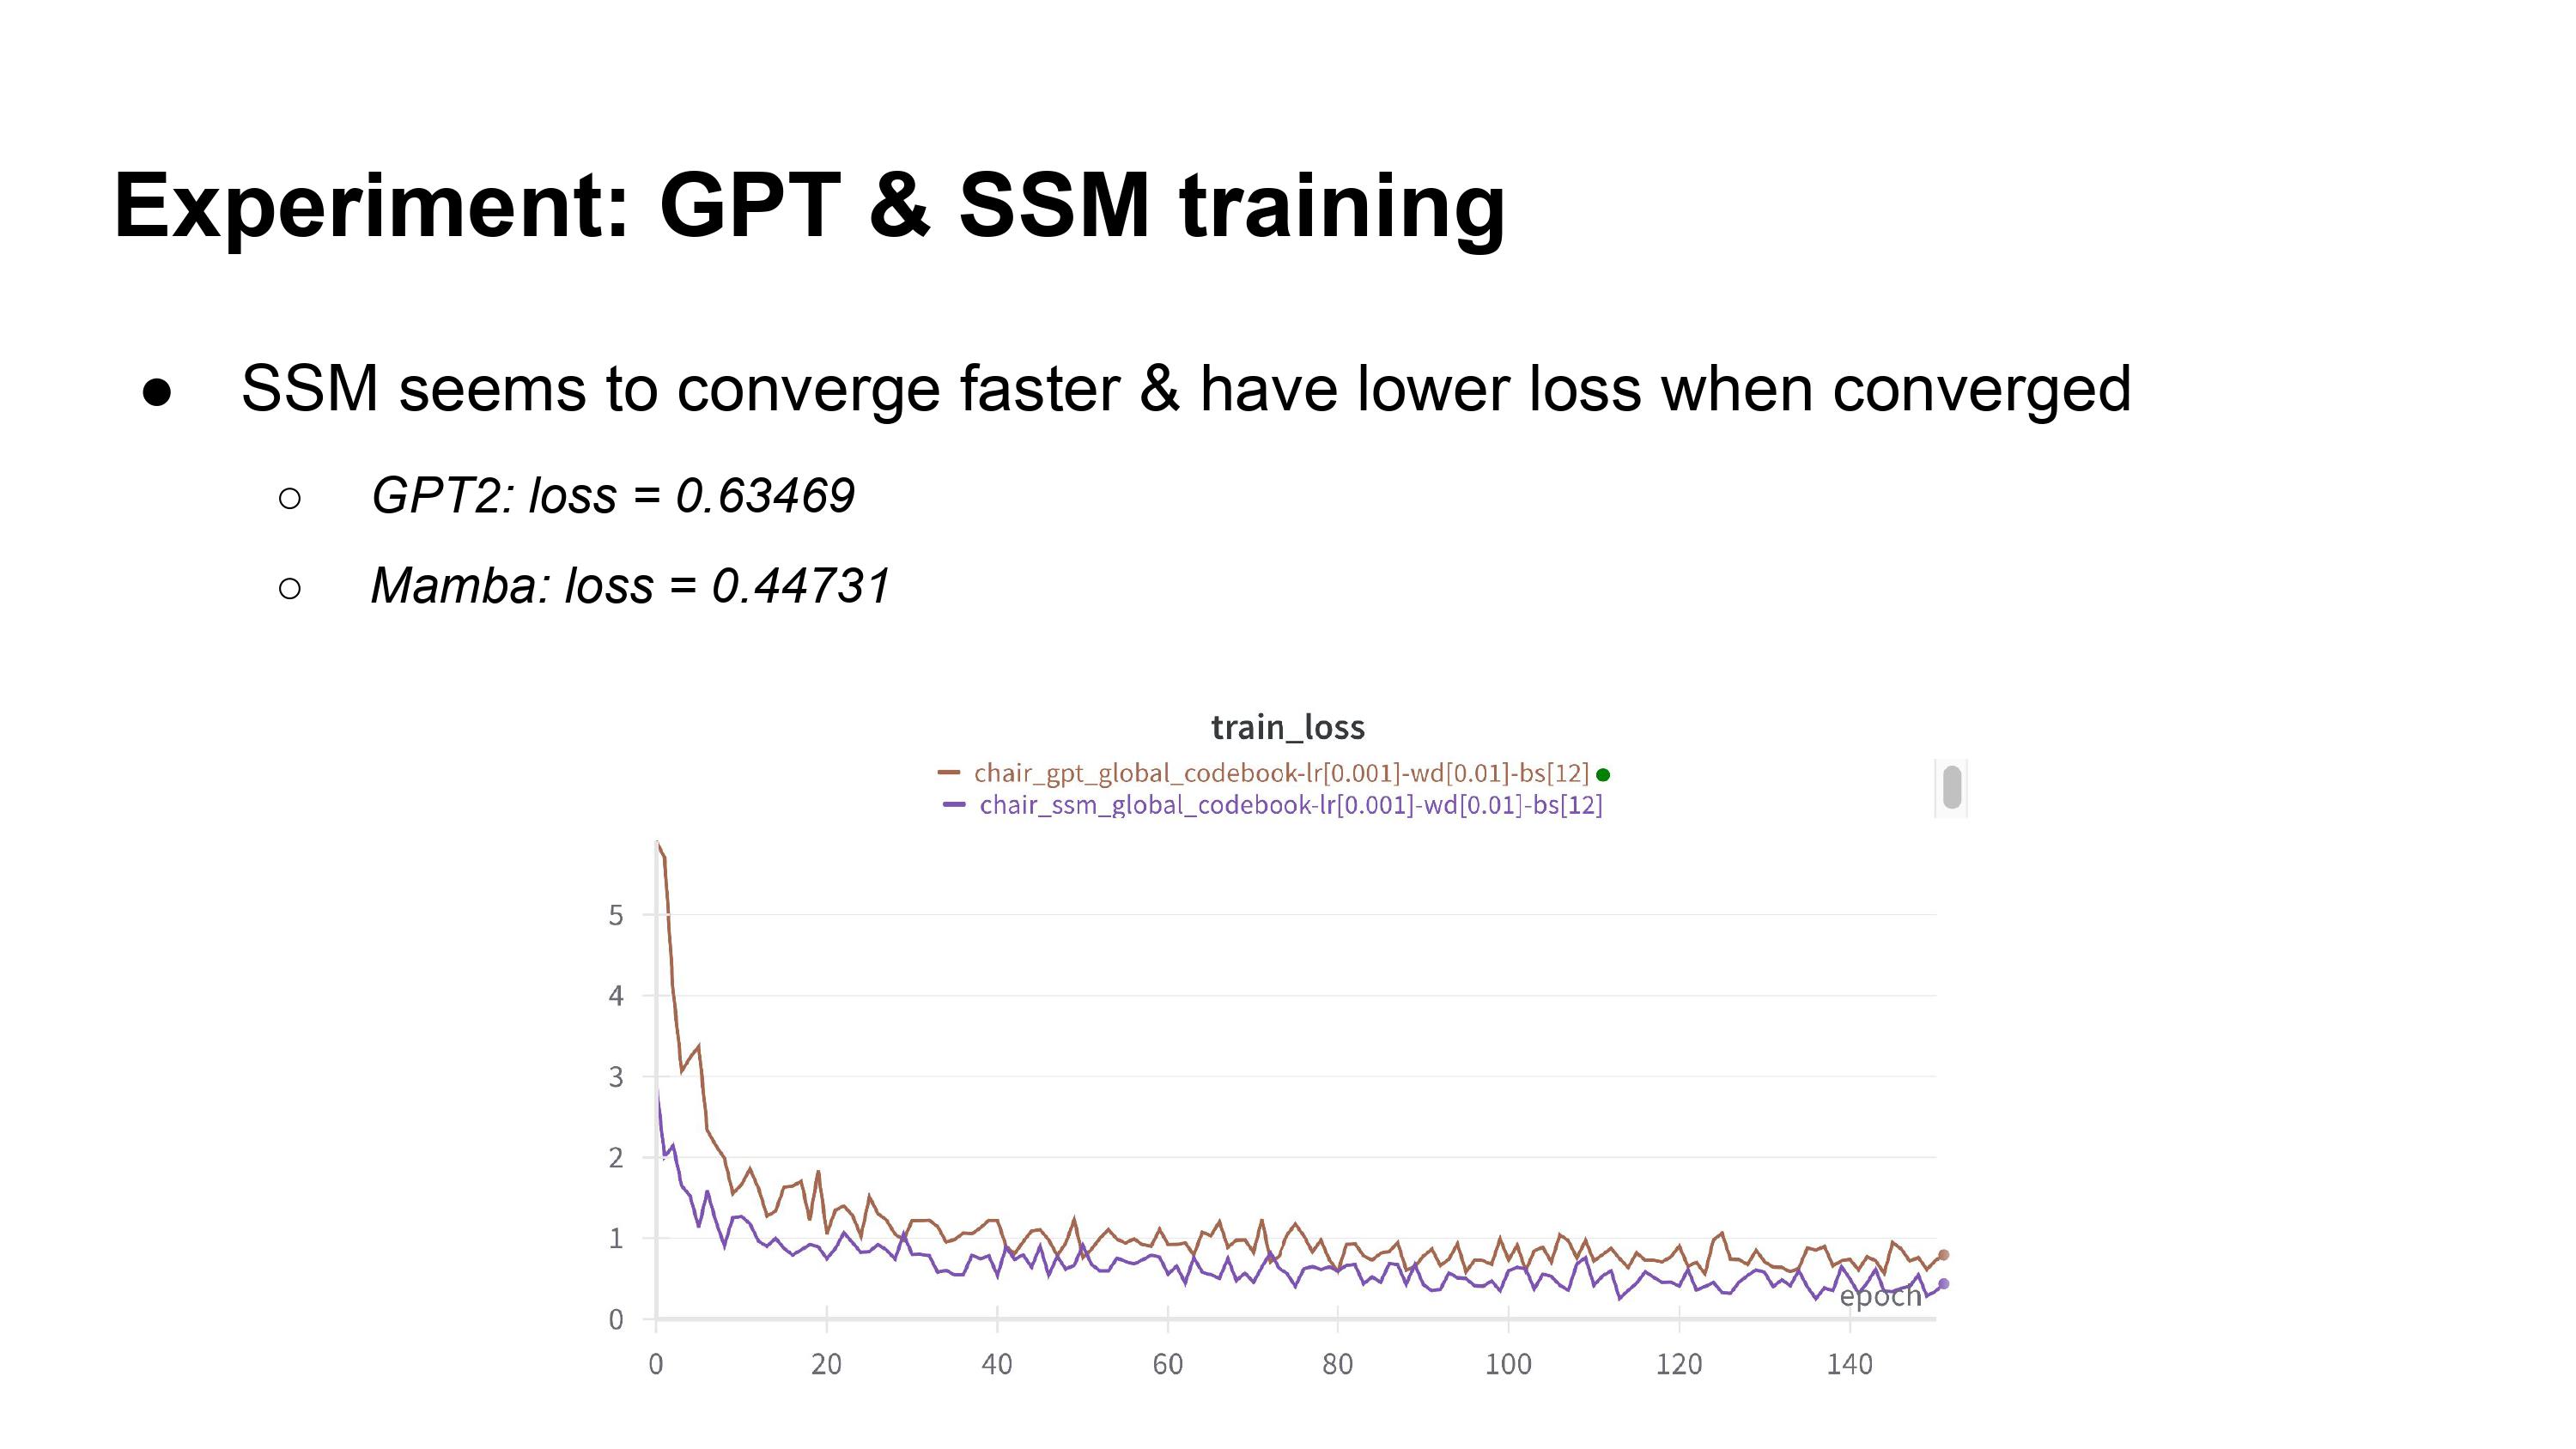 Experiment: GPT & SSM training
● SSM seems to converge faster & have lower loss when converged
○ GPT2: loss = 0.63469
○ Mamba: loss = 0.44731
train_loss
chair_gpt_global_codebook-lr[0.001]-wd[0.01]-bs[12]
chair_ssm_global_codebook-lr[0.001]-wd[0.01]-bs[12]
5
4
3
2
1
0
epoch
0 20 40 60 80 100 120 140